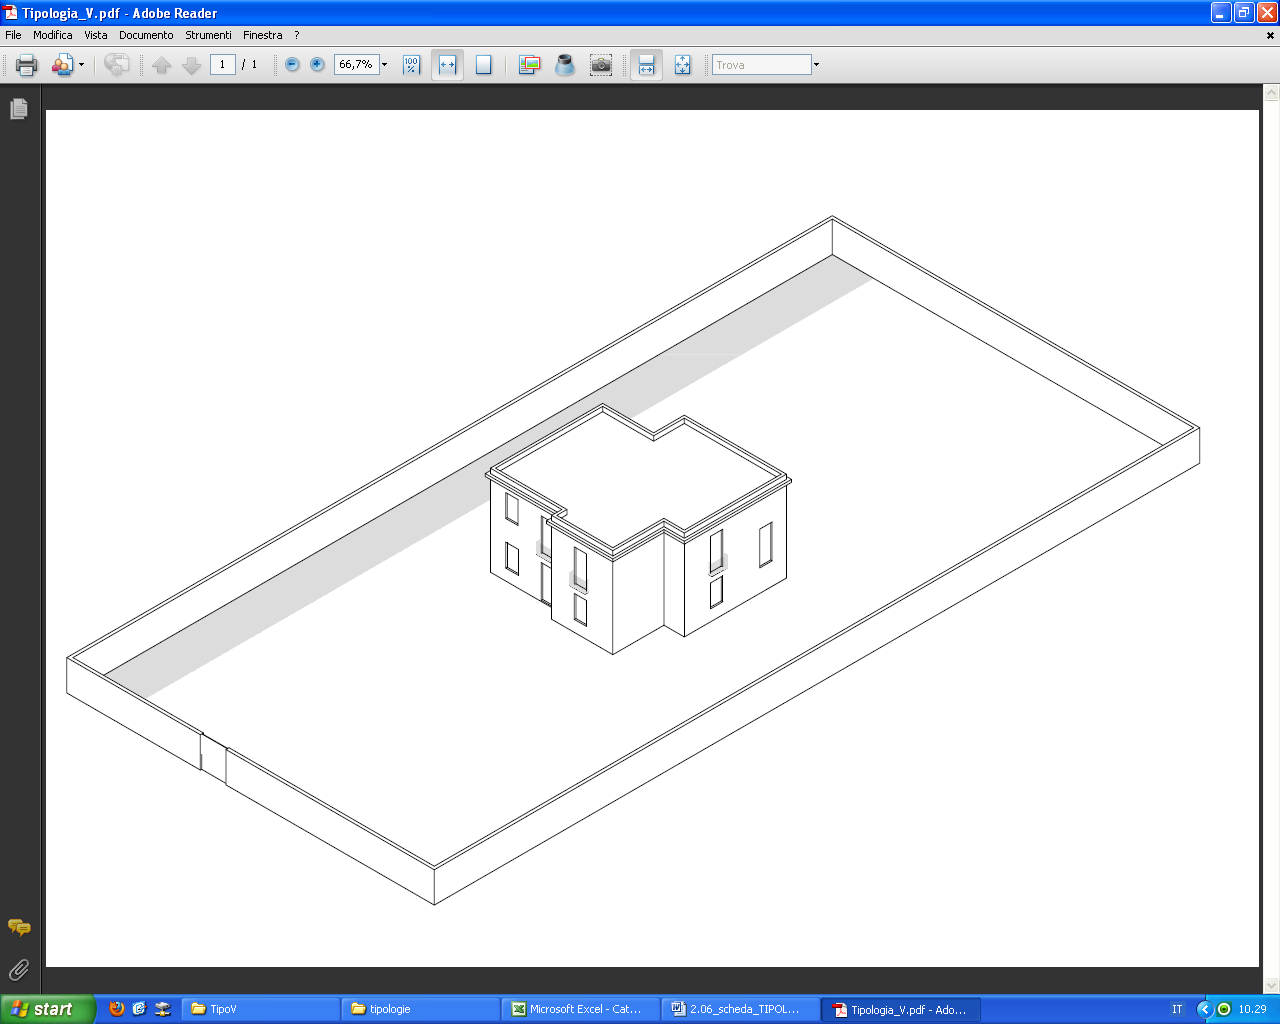 Tipologia_V.pdf - Adobe Reader
File Modifica Vista Documento Strumenti Finestra ?
1 / 1 66,7% 100 % Trova
start TipoV tipologie Microsoft Excel - Cat... 2.06_scheda_TIPOL... Tipologia_V.pdf - Ado... IT 10.29